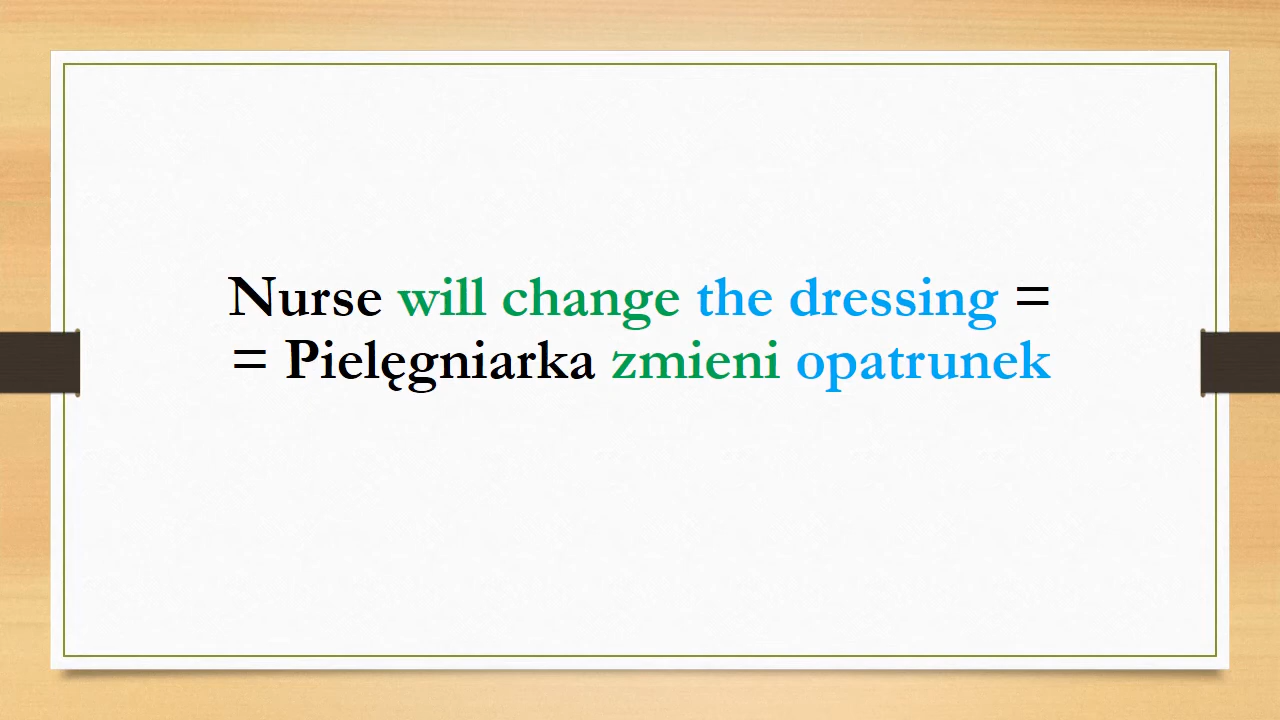 Nurse will change the dressing =
= Pielęgniarka zmieni opatrunek